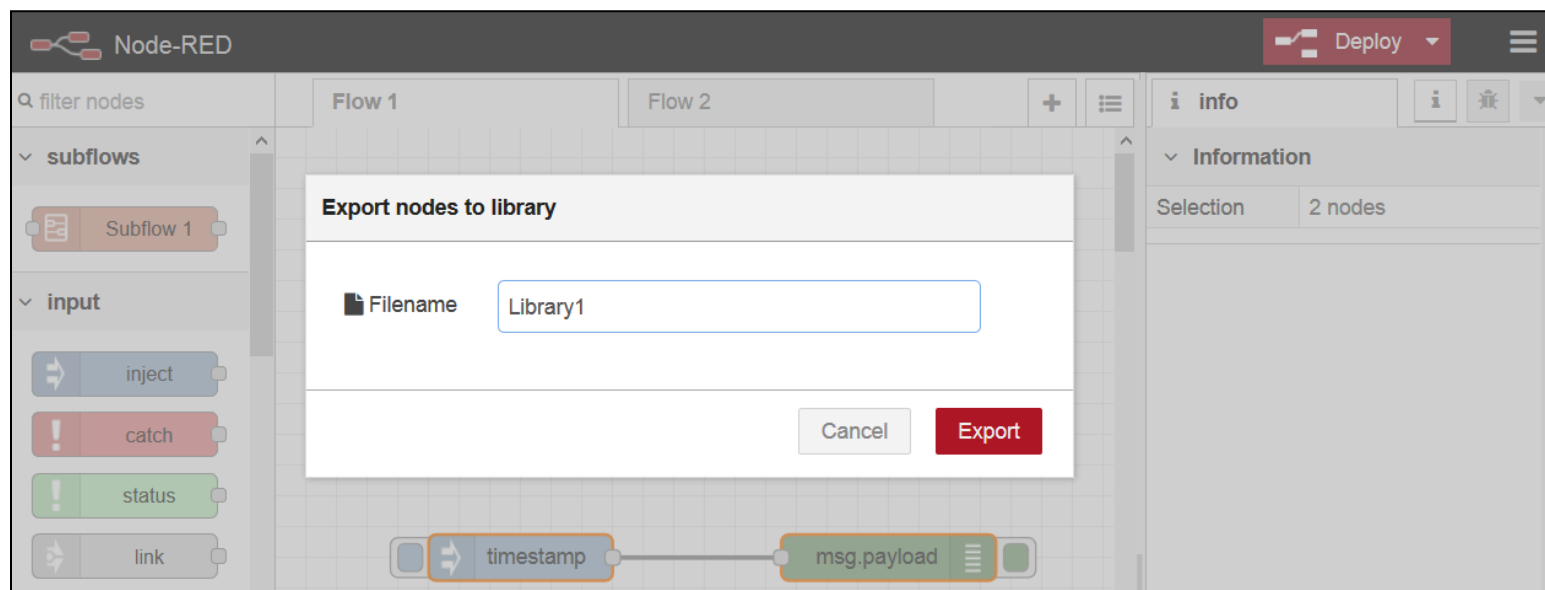 Node-RED
Deploy
filter nodes
Flow 1
Flow 2
info
subflows
Information
Export nodes to library
Selection
2 nodes
Subflow 1
input
Filename
Library1
inject
catch
Cancel
Export
status
link
timestamp
msg.payload